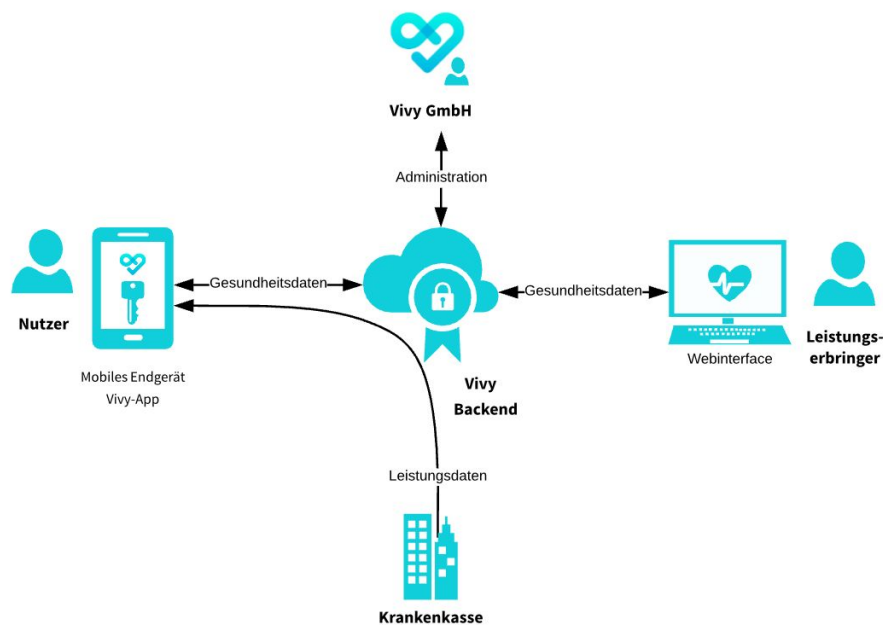 Vivy GmbH
Administration
Gesundheitsdaten
Gesundheitsdaten
Nutzer
Mobiles Endgerät
Vivy-App
Vivy
Backend
Webinterface
Leistungs-
erbringer
Leistungsdaten
Krankenkasse